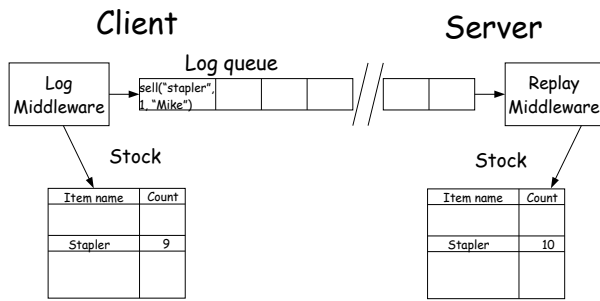 Client
Server
Log queue
Log
Middleware
sell("stapler",
1, "Mike")
Replay
Middleware
Stock
Stock
Item name Count
Stapler 9
Item name Count
Stapler 10